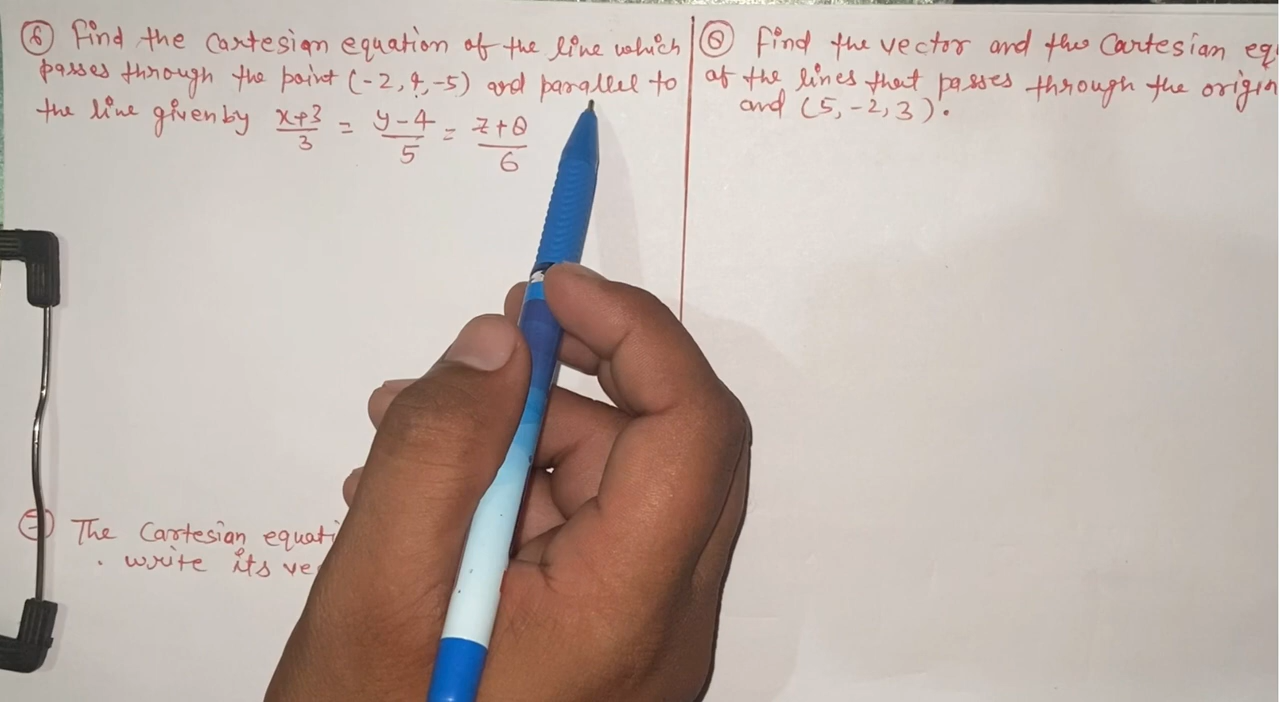 ⑥ Find the Cartesian equation of the line which
passes through the point (-2, 4, -5) and parallel to
the line given by x+3/3 = y-4/5 = z+8/6
⑦ The Cartesian equati
. write its ve
⑧ Find the vector and the Cartesian eq
of the lines that passes through the origin
and (5, -2, 3).